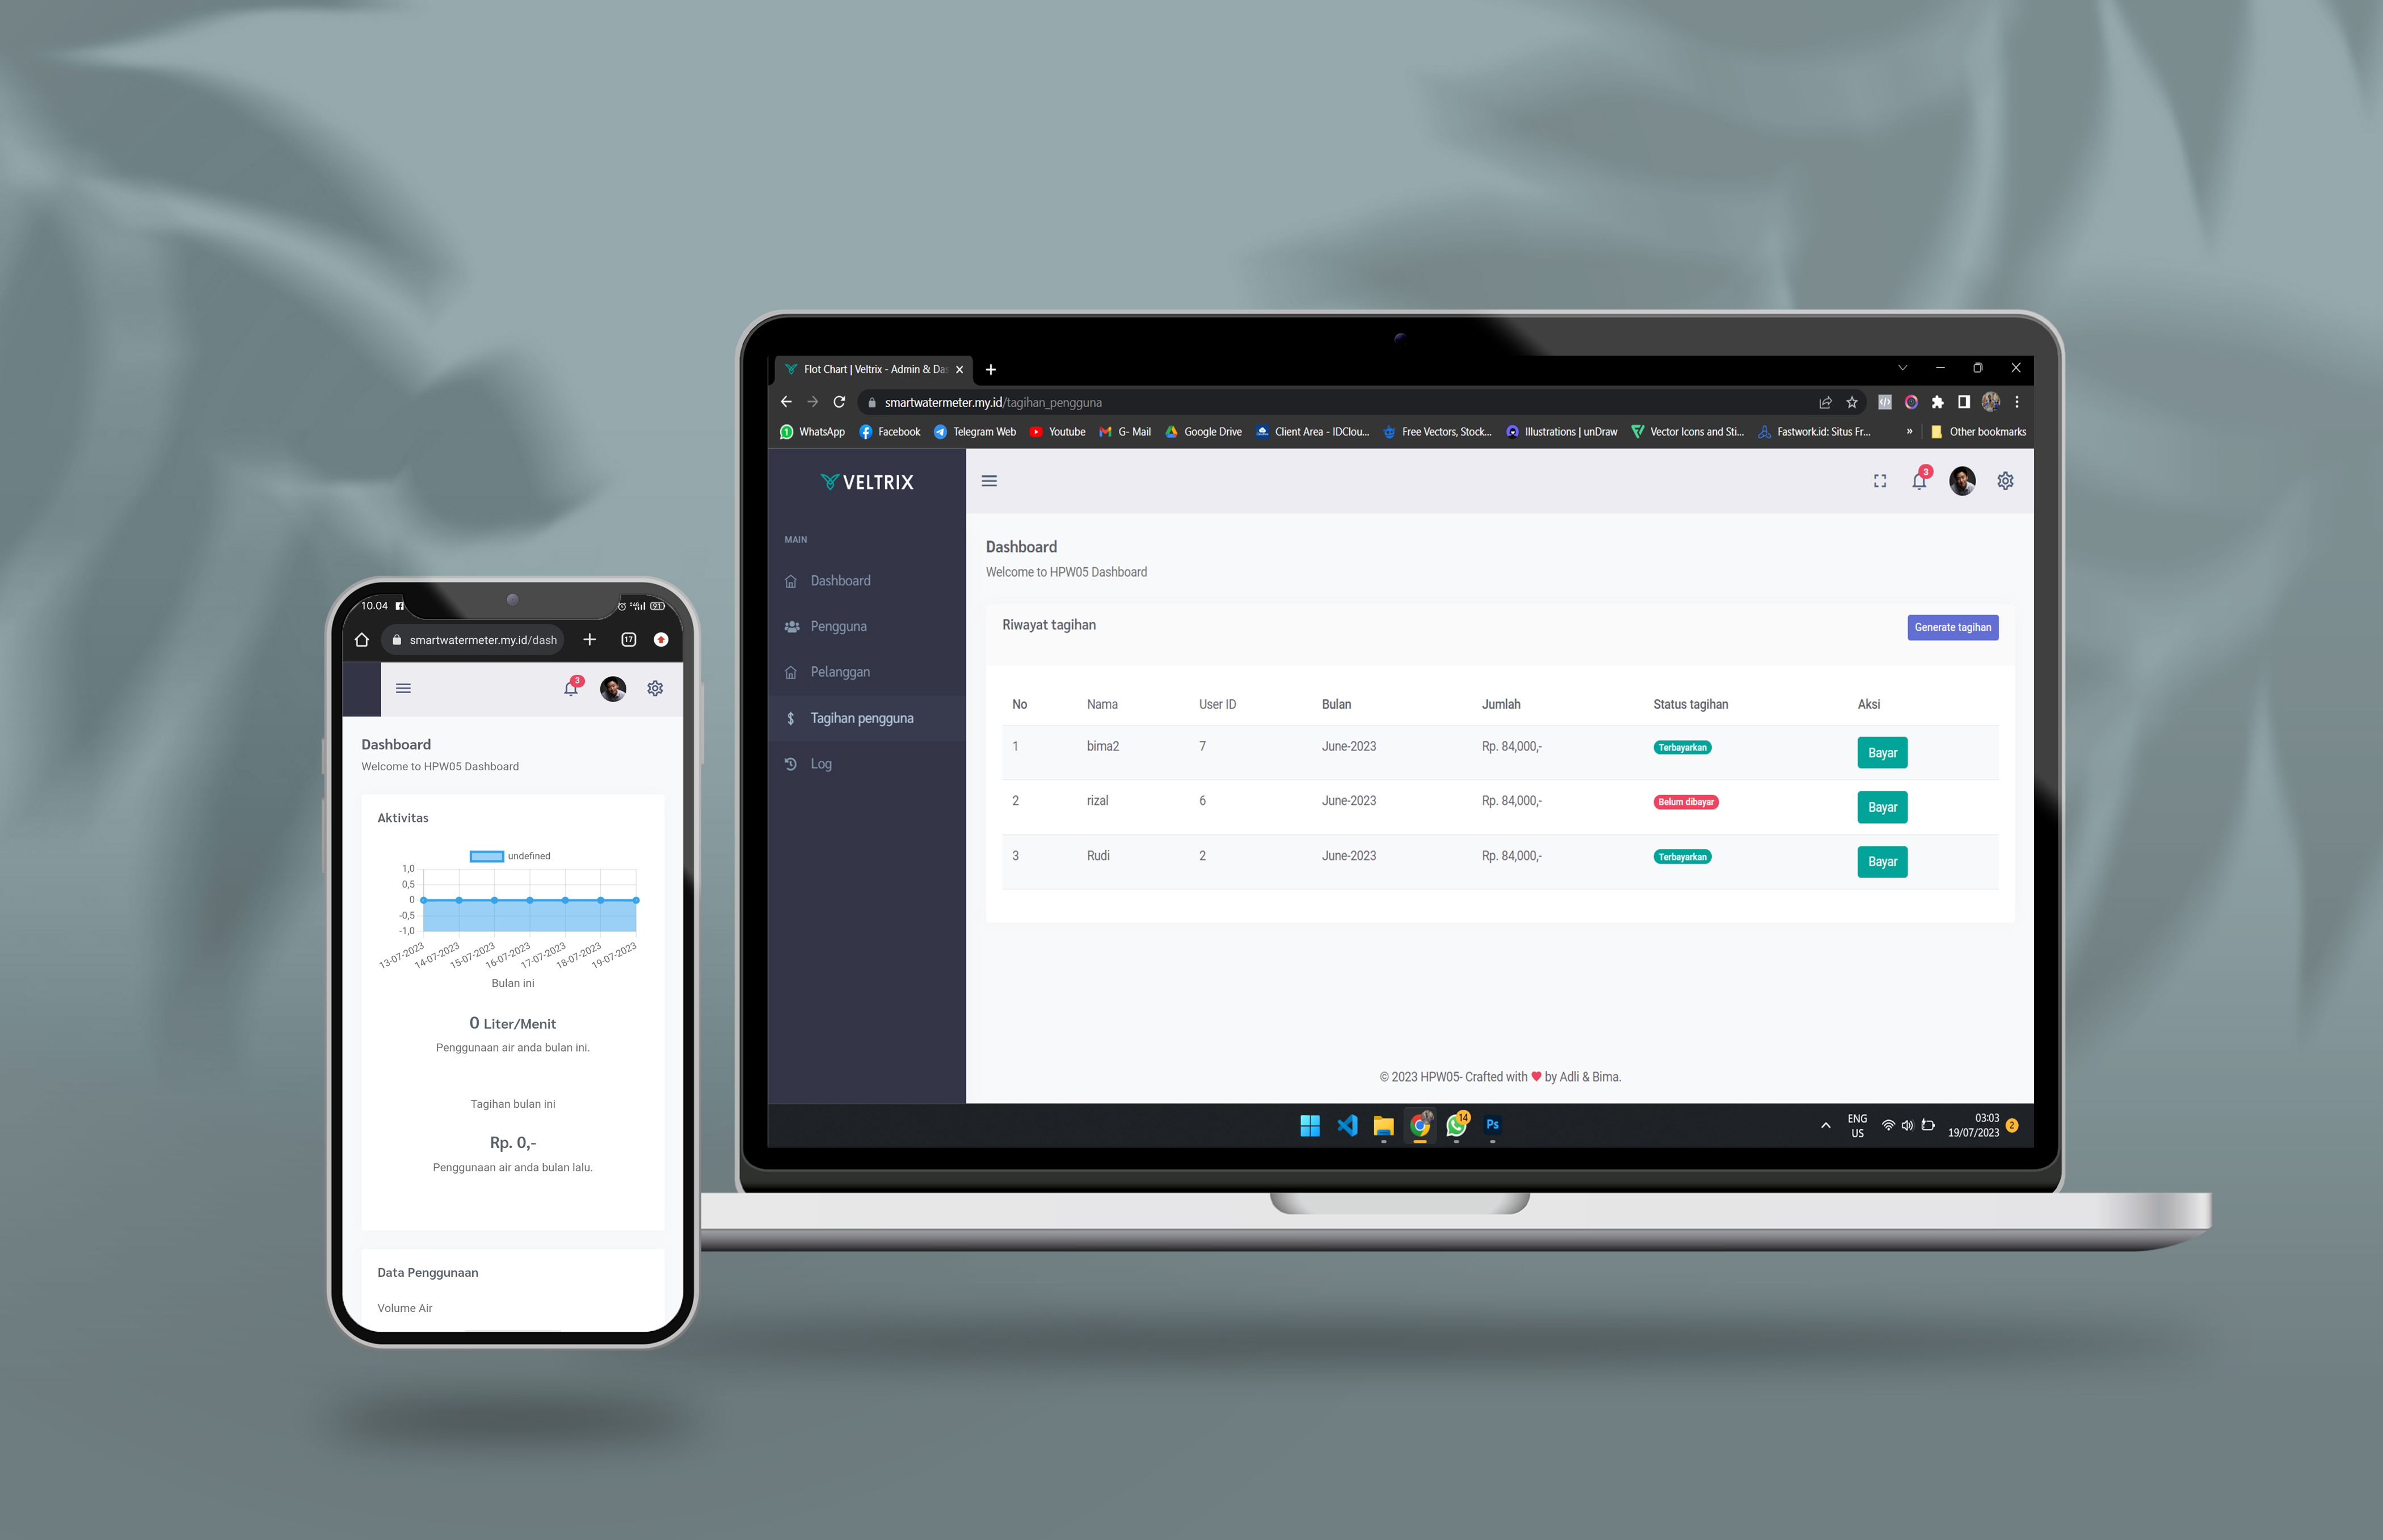 10.04
91
smartwatermeter.my.id/dash
17
3
Dashboard
Welcome to HPW05 Dashboard
Aktivitas
undefined
1,0
0,5
0
-0,5
-1,0
13-07-2023
14-07-2023
15-07-2023
16-07-2023
17-07-2023
18-07-2023
19-07-2023
Bulan ini
0 Liter/Menit
Penggunaan air anda bulan ini.
Tagihan bulan ini
Rp. 0,-
Penggunaan air anda bulan lalu.
Data Penggunaan
Volume Air
Flot Chart | Veltrix - Admin & Das
smartwatermeter.my.id/tagihan_pengguna
WhatsApp Facebook Telegram Web Youtube G- Mail Google Drive Client Area - IDClou... Free Vectors, Stock... Illustrations | unDraw Vector Icons and Sti... Fastwork.id: Situs Fr... » Other bookmarks
VELTRIX
3
MAIN
Dashboard
Pengguna
Pelanggan
$ Tagihan pengguna
Log
Dashboard
Welcome to HPW05 Dashboard
Riwayat tagihan
Generate tagihan
No Nama User ID Bulan Jumlah Status tagihan Aksi
1 bima2 7 June-2023 Rp. 84,000,- Terbayarkan Bayar
2 rizal 6 June-2023 Rp. 84,000,- Belum dibayar Bayar
3 Rudi 2 June-2023 Rp. 84,000,- Terbayarkan Bayar
© 2023 HPW05- Crafted with ♥ by Adli & Bima.
14
Ps
ENG
US
03:03
19/07/2023
2